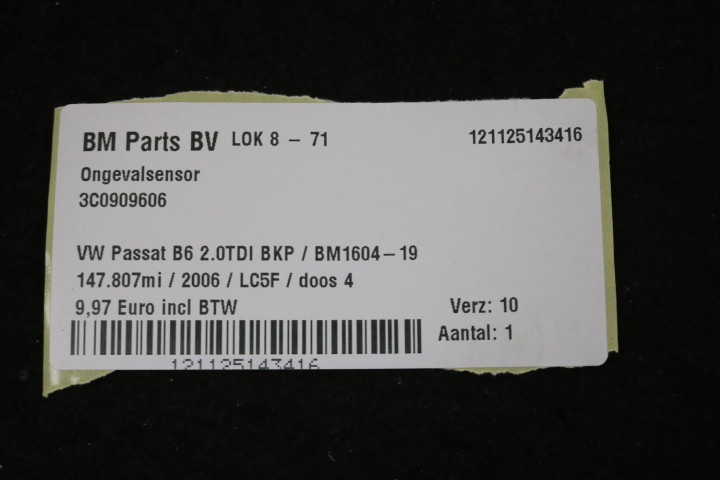 BM Parts BV LOK 8 - 71 121125143416
Ongevalsensor
3C0909606
VW Passat B6 2.0TDI BKP / BM1604-19
147.807mi / 2006 / LC5F / doos 4
9,97 Euro incl BTW Verz: 10
Aantal: 1
121125143416